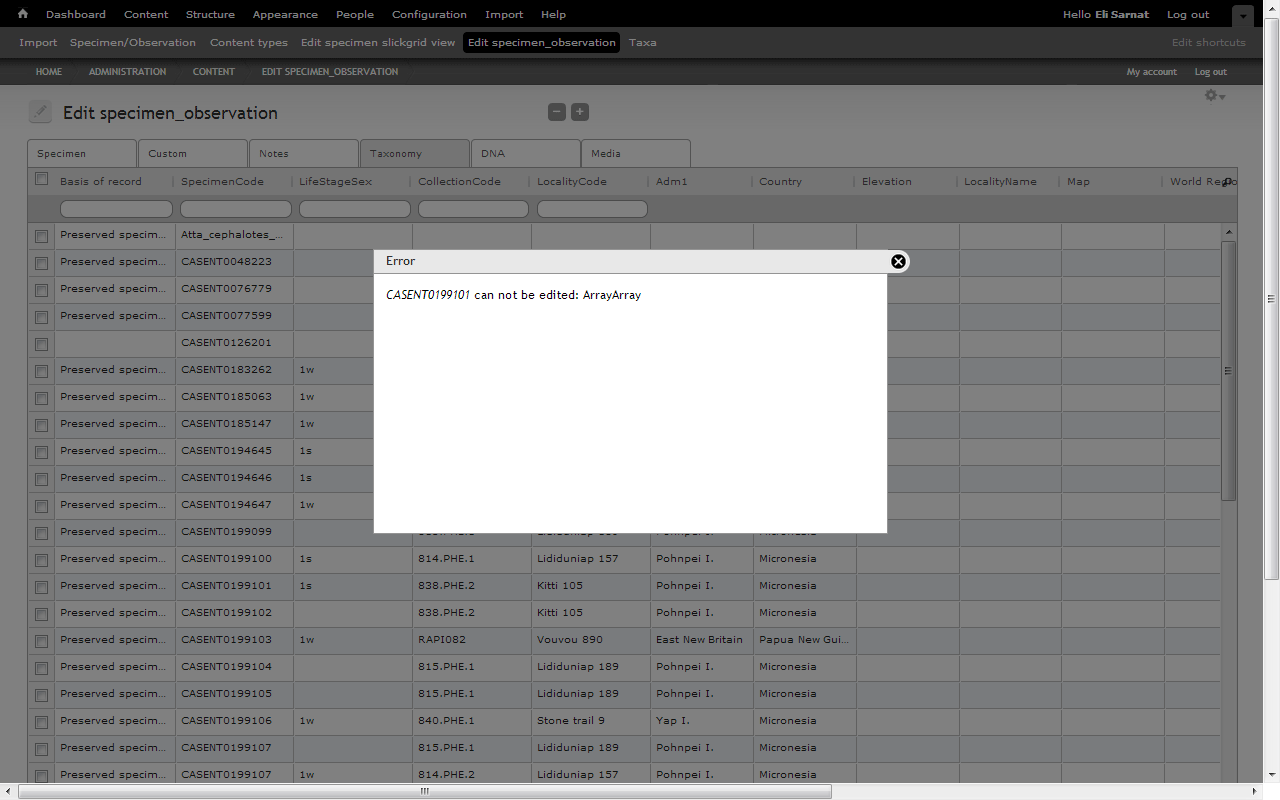 Dashboard Content Structure Appearance People Configuration Import Help Hello Eli Sarnat Log out
Import Specimen/Observation Content types Edit specimen slickgrid view Edit specimen_observation Taxa Edit shortcuts
HOME ADMINISTRATION CONTENT EDIT SPECIMEN_OBSERVATION My account Log out
Edit specimen_observation
Specimen Custom Notes Taxonomy DNA Media
Basis of record SpecimenCode LifeStageSex CollectionCode LocalityCode Adm1 Country Elevation LocalityName Map World
Preserved specim... Atta_cephalotes_...
Error
Preserved specim... CASENT0048223
Preserved specim... CASENT0076779
CASENT0199101 can not be edited: ArrayArray
Preserved specim... CASENT0077599
CASENT0126201
Preserved specim... CASENT0183262 1w
Preserved specim... CASENT0185063 1w
Preserved specim... CASENT0185147 1w
Preserved specim... CASENT0194645 1s
Preserved specim... CASENT0194646 1s
Preserved specim... CASENT0194647 1w
Preserved specim... CASENT0199099
Preserved specim... CASENT0199100 1s 814.PHE.1 Lididuniap 157 Pohnpei I. Micronesia
Preserved specim... CASENT0199101 1s 838.PHE.2 Kitti 105 Pohnpei I. Micronesia
Preserved specim... CASENT0199102 838.PHE.2 Kitti 105 Pohnpei I. Micronesia
Preserved specim... CASENT0199103 1w RAPI082 Vouvou 890 East New Britain Papua New Gui...
Preserved specim... CASENT0199104 815.PHE.1 Lididuniap 189 Pohnpei I. Micronesia
Preserved specim... CASENT0199105 815.PHE.1 Lididuniap 189 Pohnpei I. Micronesia
Preserved specim... CASENT0199106 1w 840.PHE.1 Stone trail 9 Yap I. Micronesia
Preserved specim... CASENT0199107 815.PHE.1 Lididuniap 189 Pohnpei I. Micronesia
Preserved specim... CASENT0199107 1w 814.PHE.2 Lididuniap 157 Pohnpei I. Micronesia